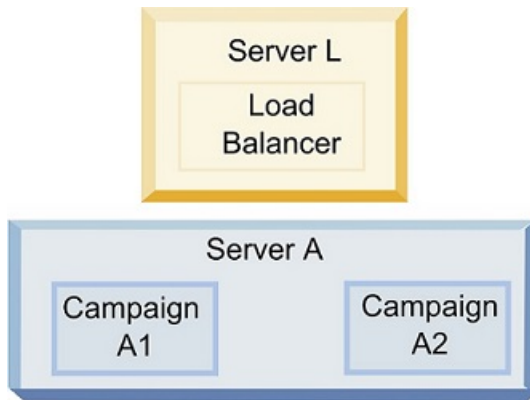 Server L
Load
Balancer
Server A
Campaign
A1
Campaign
A2